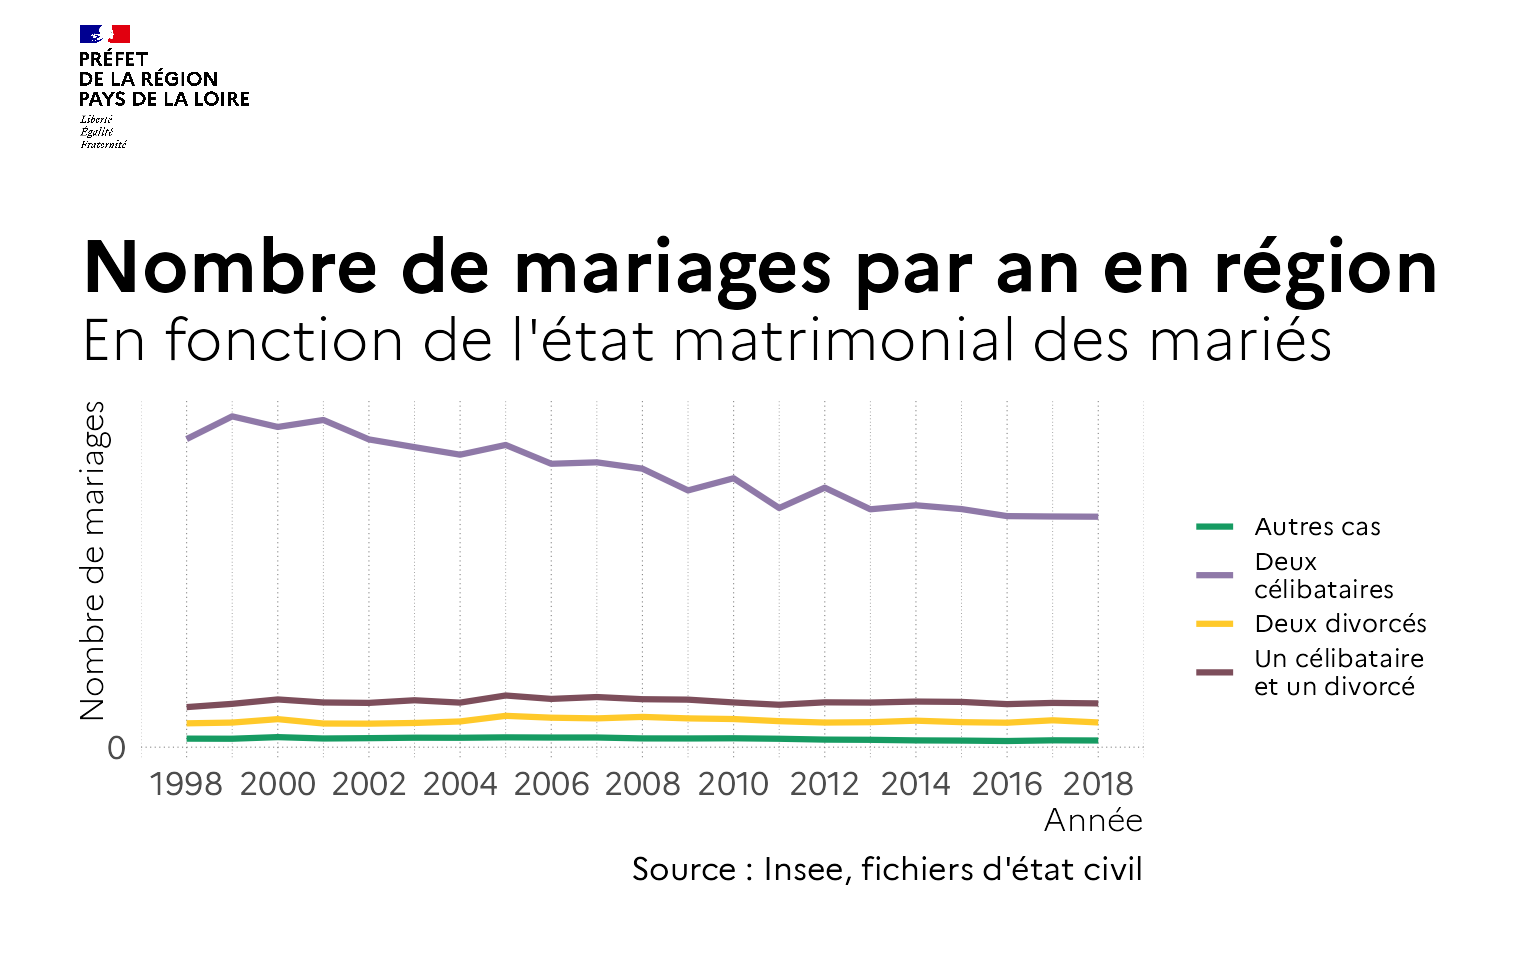 PRÉFET
DE LA RÉGION
PAYS DE LA LOIRE
Liberté
Égalité
Fraternité
Nombre de mariages par an en région
En fonction de l'état matrimonial des mariés
Nombre de mariages
0
1998 2000 2002 2004 2006 2008 2010 2012 2014 2016 2018
Année
Autres cas
Deux
célibataires
Deux divorcés
Un célibataire
et un divorcé
Source : Insee, fichiers d'état civil